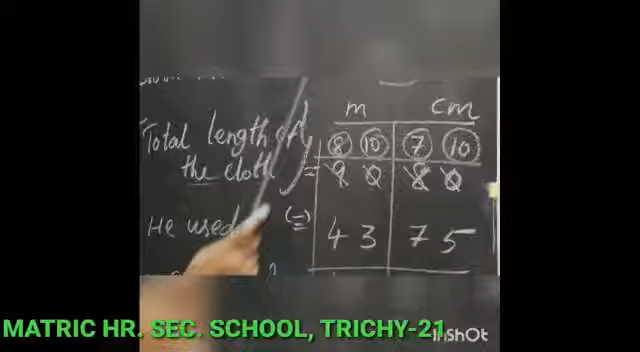 m cm
Total length of 8 10 7 10
the cloth = 9 0 8 0
He used (-) 4 3 7 5
MATRIC HR. SEC. SCHOOL, TRICHY-21
InShOt